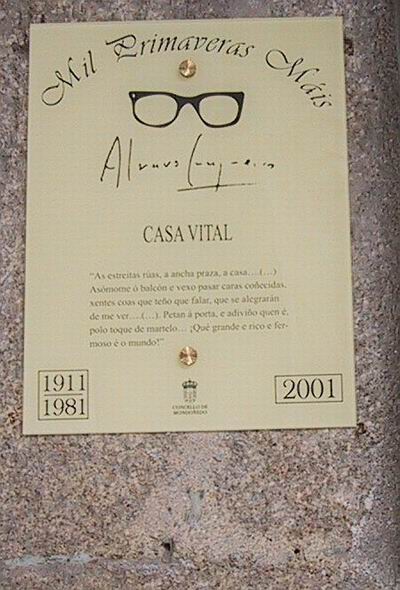 Mil Primaveras Máis
Alvaro Cunqueiro
CASA VITAL
“As estreitas rúas, a ancha praza, a casa....(...)
Asómome ó balcón e vexo pasar caras coñecidas,
xentes coas que teño que falar, que se alegrarán
de me ver....(...). Petan á porta, e adiviño quen é,
polo toque de martelo... ¡Qué grande e rico e fer-
moso é o mundo!”
1911
1981
CONCELLO DE
MONDOÑEDO
2001